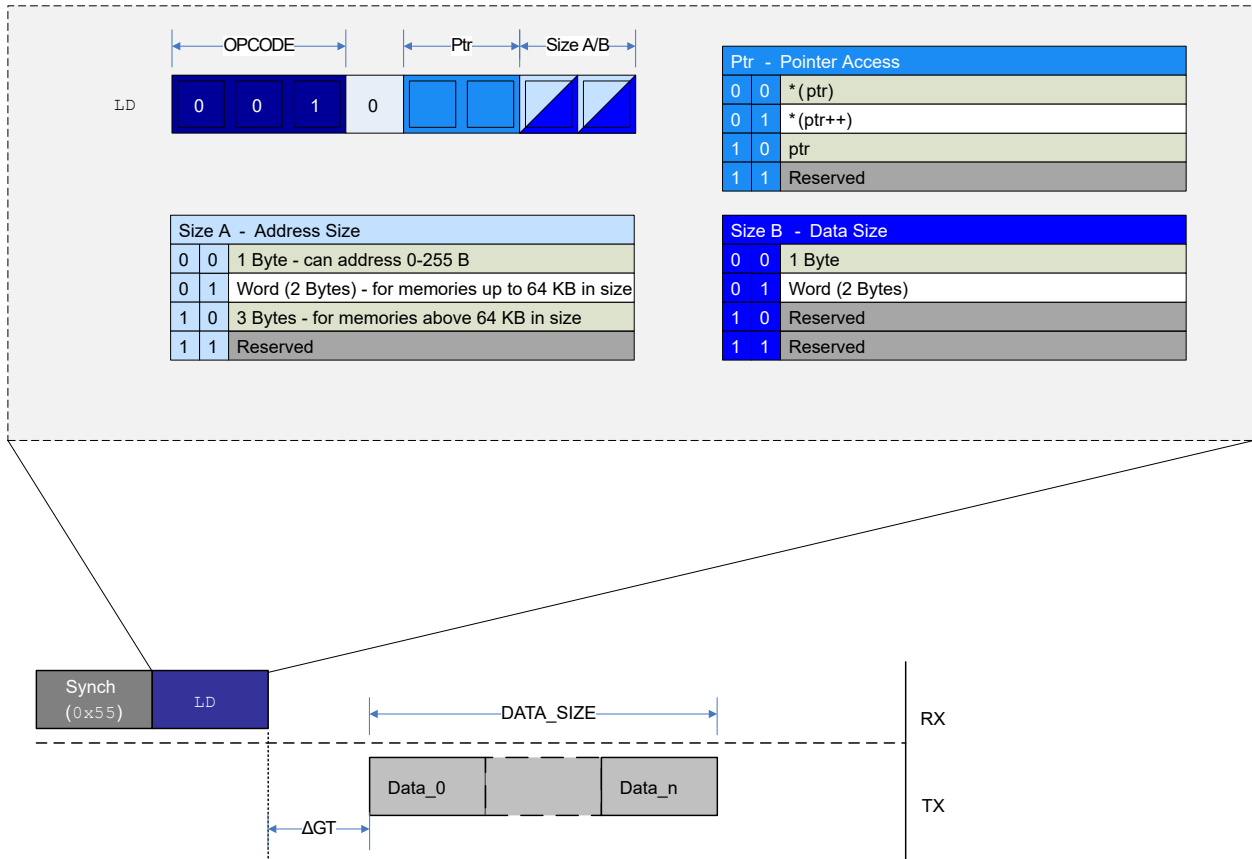 OPCODE Ptr Size A/B
LD 0 0 1 0
Ptr - Pointer Access
0 0 *(ptr)
0 1 *(ptr++)
1 0 ptr
1 1 Reserved
Size A - Address Size
0 0 1 Byte - can address 0-255 B
0 1 Word (2 Bytes) - for memories up to 64 KB in size
1 0 3 Bytes - for memories above 64 KB in size
1 1 Reserved
Size B - Data Size
0 0 1 Byte
0 1 Word (2 Bytes)
1 0 Reserved
1 1 Reserved
Synch
(0x55)
LD
DATA_SIZE
RX
Data_0
Data_n
TX
ΔGT